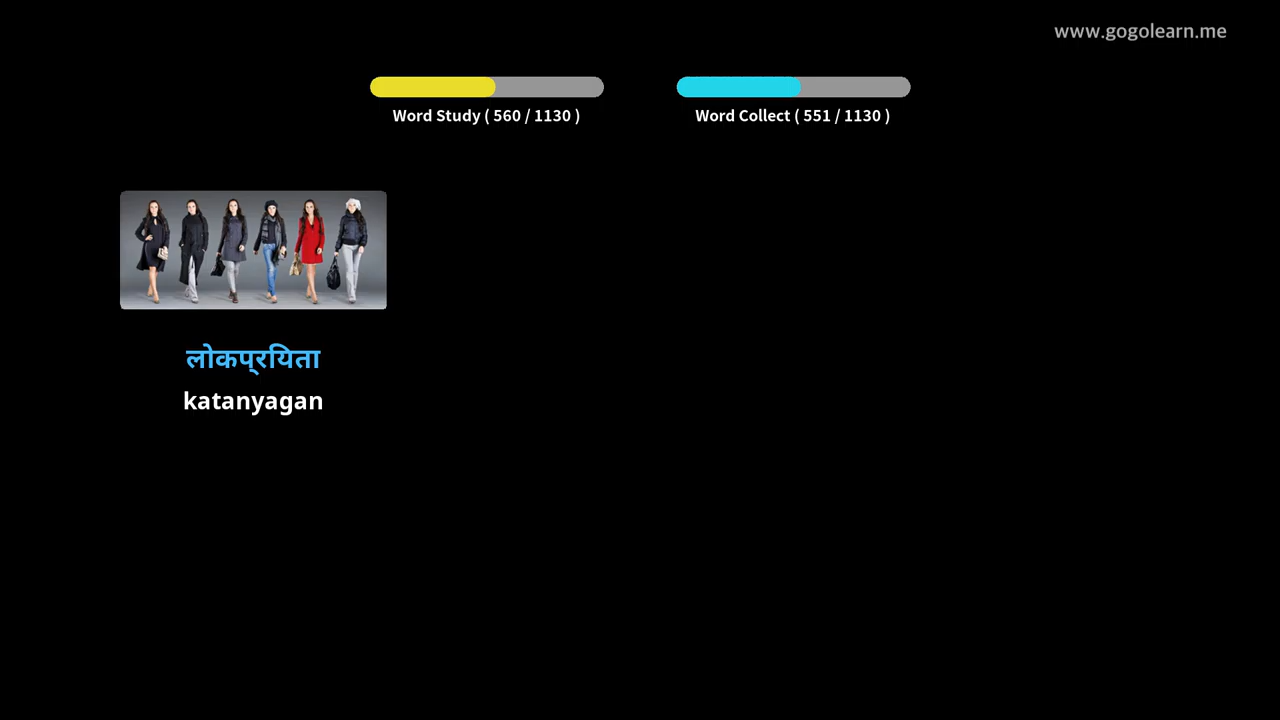 www.gogolearn.me
Word Study ( 560 / 1130 )
Word Collect ( 551 / 1130 )
लोकप्रियता
katanyagan